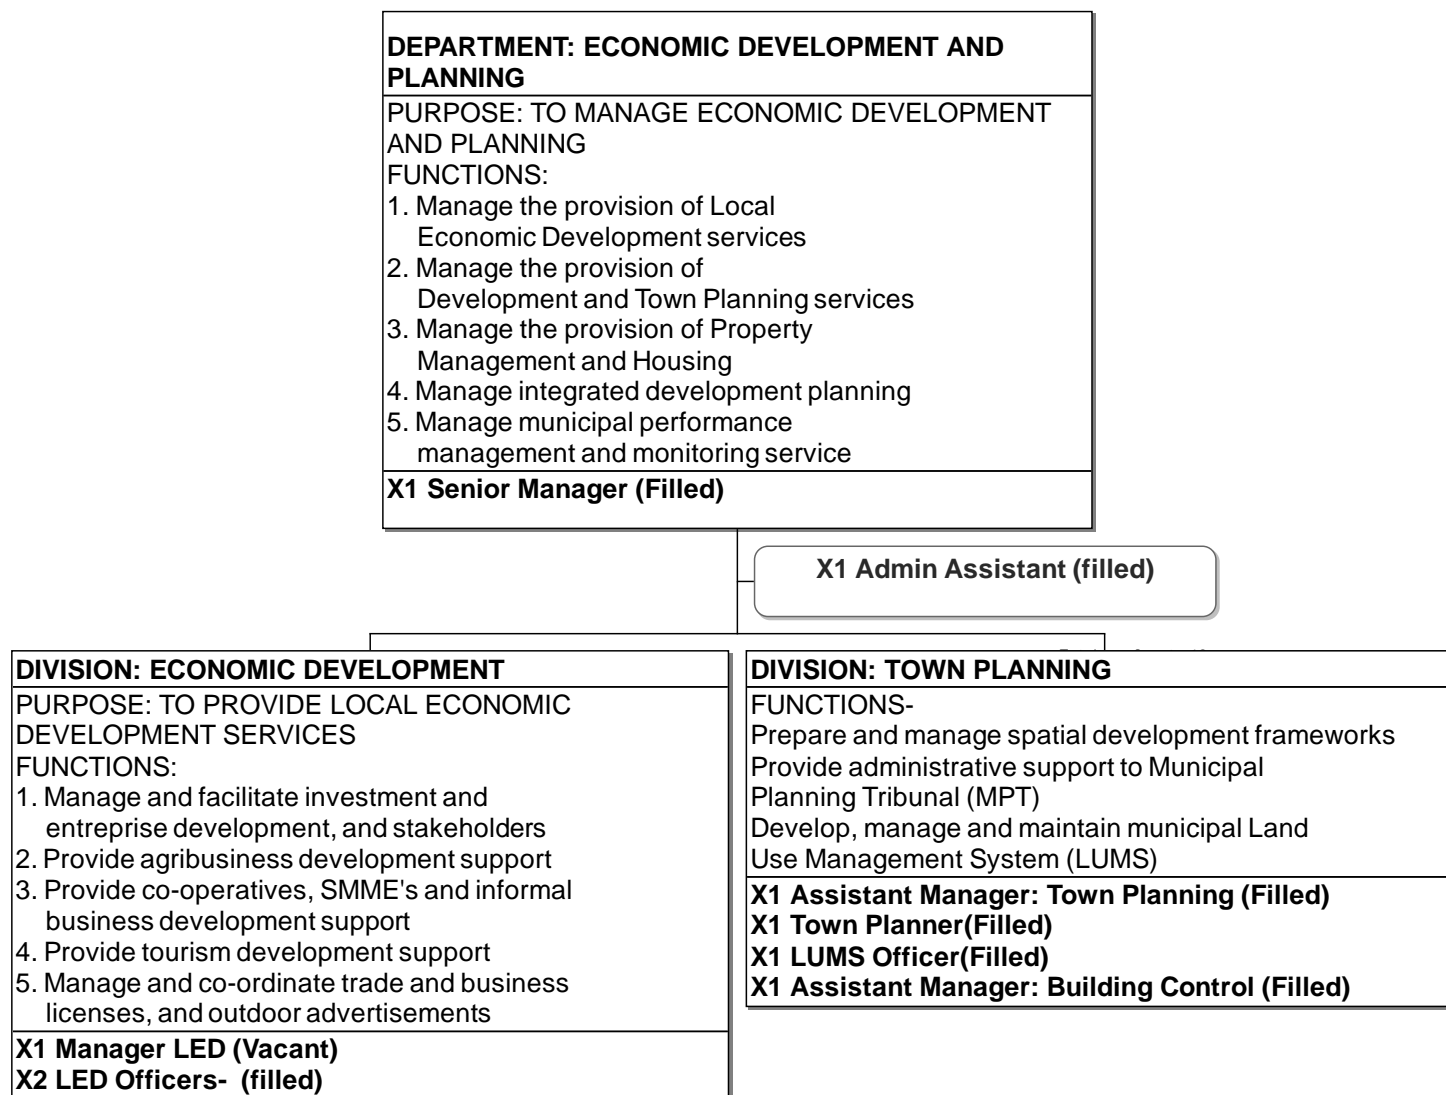 DEPARTMENT: ECONOMIC DEVELOPMENT AND
PLANNING
PURPOSE: TO MANAGE ECONOMIC DEVELOPMENT
AND PLANNING
FUNCTIONS:
1. Manage the provision of Local
Economic Development services
2. Manage the provision of
Development and Town Planning services
3. Manage the provision of Property
Management and Housing
4. Manage integrated development planning
5. Manage municipal performance
management and monitoring service
X1 Senior Manager (Filled)
X1 Admin Assistant (filled)
DIVISION: ECONOMIC DEVELOPMENT
PURPOSE: TO PROVIDE LOCAL ECONOMIC
DEVELOPMENT SERVICES
FUNCTIONS:
1. Manage and facilitate investment and
entreprise development, and stakeholders
2. Provide agribusiness development support
3. Provide co-operatives, SMME's and informal
business development support
4. Provide tourism development support
5. Manage and co-ordinate trade and business
licenses, and outdoor advertisements
X1 Manager LED (Vacant)
X2 LED Officers-  (filled)
DIVISION: TOWN PLANNING
FUNCTIONS-
Prepare and manage spatial development frameworks
Provide administrative support to Municipal
Planning Tribunal (MPT)
Develop, manage and maintain municipal Land
Use Management System (LUMS)
X1 Assistant Manager: Town Planning (Filled)
X1 Town Planner(Filled)
X1 LUMS Officer(Filled)
X1 Assistant Manager: Building Control (Filled)